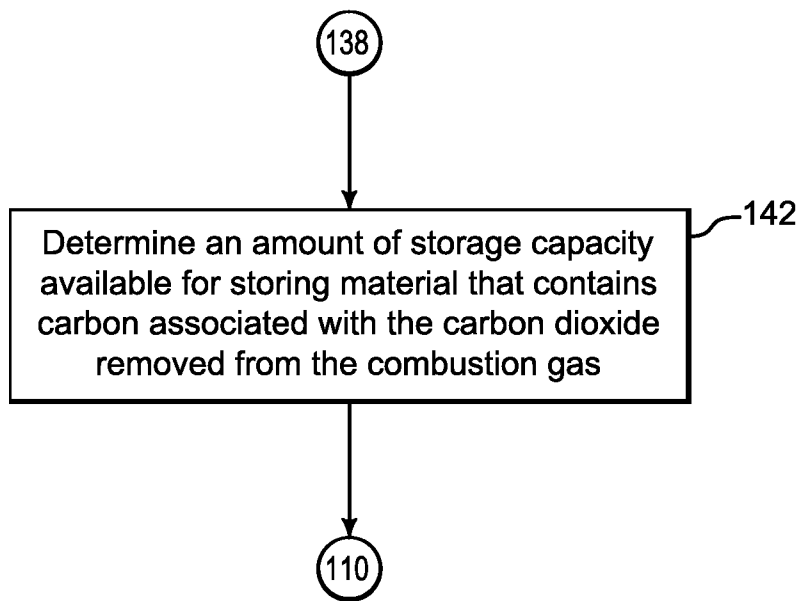 138
142
Determine an amount of storage capacity
available for storing material that contains
carbon associated with the carbon dioxide
removed from the combustion gas
110